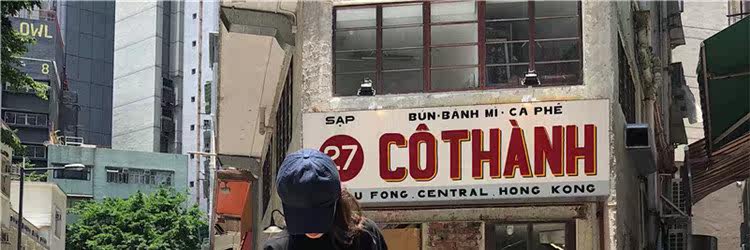 OWL
8
SẠP BÚN·BÁNH MÌ·CÀ PHÊ
27 CÔ THÀNH
U FONG, CENTRAL, HONG KONG